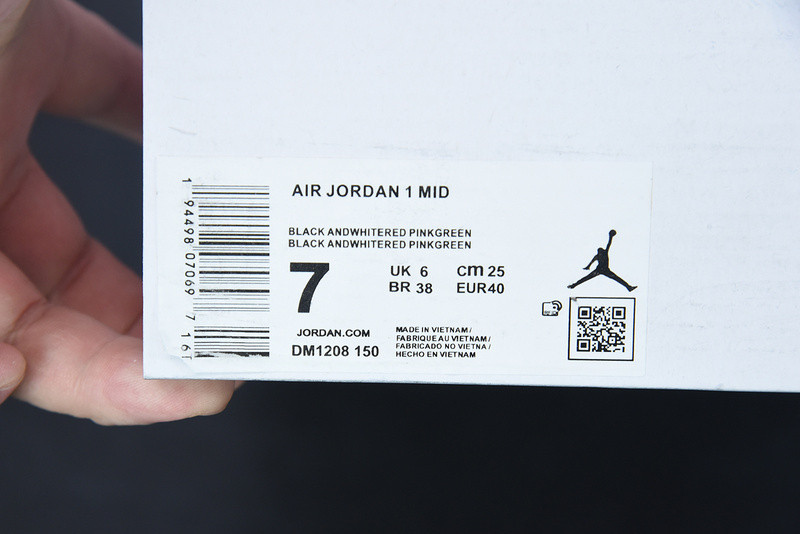 1 94498 07069 7 16T
AIR JORDAN 1 MID
BLACK ANDWHITERED PINKGREEN
BLACK ANDWHITERED PINKGREEN
7
UK 6 cm 25
BR 38 EUR40
JORDAN.COM
DM1208 150
MADE IN VIETNAM /
FABRIQUE AU VIETNAM /
FABRICADO NO VIETNA /
HECHO EN VIETNAM